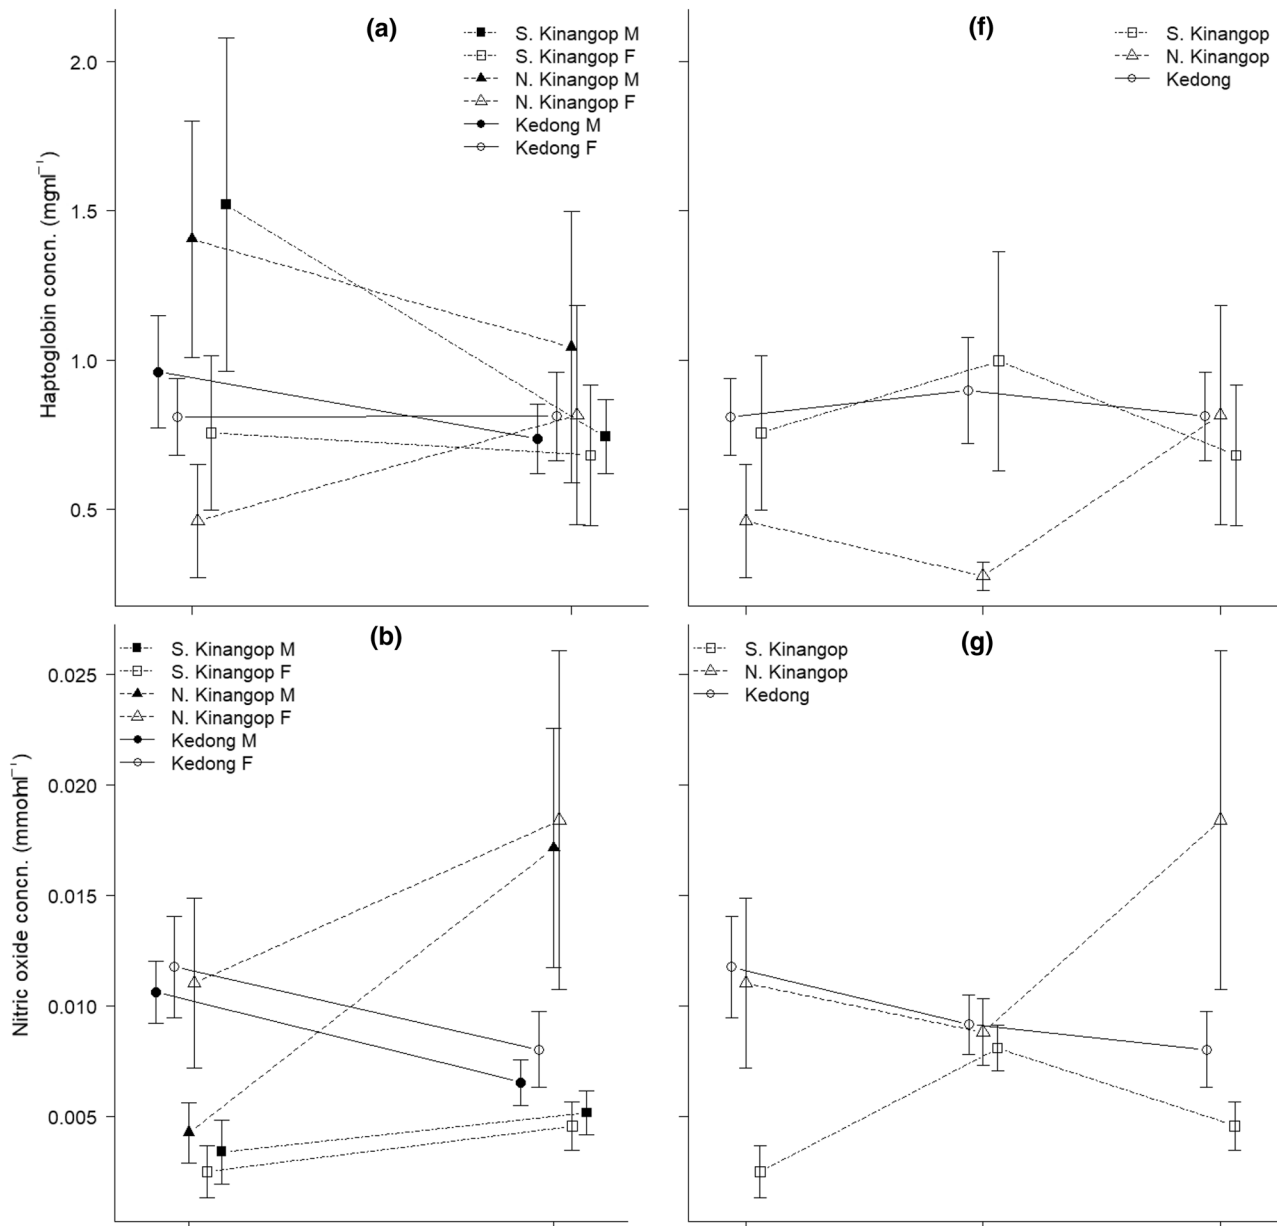 (a)
S. Kinangop M
S. Kinangop F
N. Kinangop M
N. Kinangop F
Kedong M
Kedong F
2.0
1.5
1.0
0.5
Haptoglobin concn. (mgml⁻¹)
(f)
S. Kinangop
N. Kinangop
Kedong
(b)
S. Kinangop M
S. Kinangop F
N. Kinangop M
N. Kinangop F
Kedong M
Kedong F
0.025
0.020
0.015
0.010
0.005
Nitric oxide concn. (mmolml⁻¹)
(g)
S. Kinangop
N. Kinangop
Kedong